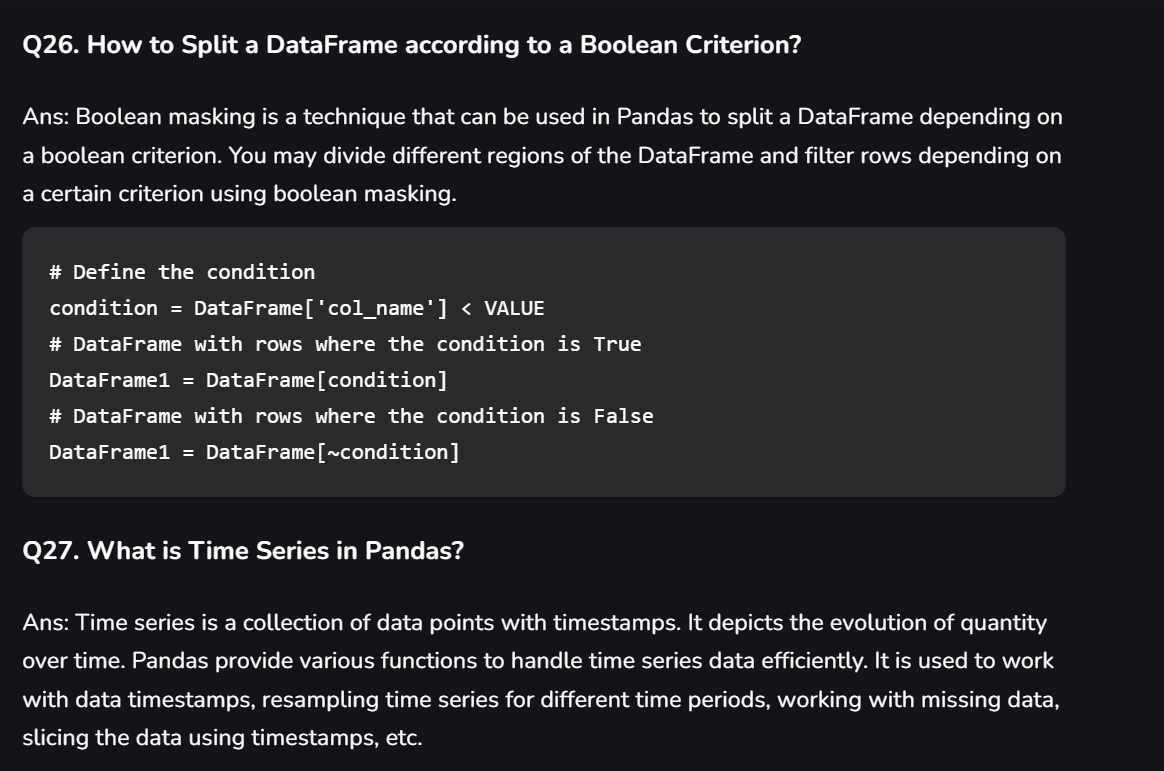 Q26. How to Split a DataFrame according to a Boolean Criterion?
Ans: Boolean masking is a technique that can be used in Pandas to split a DataFrame depending on
a boolean criterion. You may divide different regions of the DataFrame and filter rows depending on
a certain criterion using boolean masking.
# Define the condition
condition = DataFrame['col_name'] < VALUE
# DataFrame with rows where the condition is True
DataFrame1 = DataFrame[condition]
# DataFrame with rows where the condition is False
DataFrame1 = DataFrame[~condition]
Q27. What is Time Series in Pandas?
Ans: Time series is a collection of data points with timestamps. It depicts the evolution of quantity
over time. Pandas provide various functions to handle time series data efficiently. It is used to work
with data timestamps, resampling time series for different time periods, working with missing data,
slicing the data using timestamps, etc.